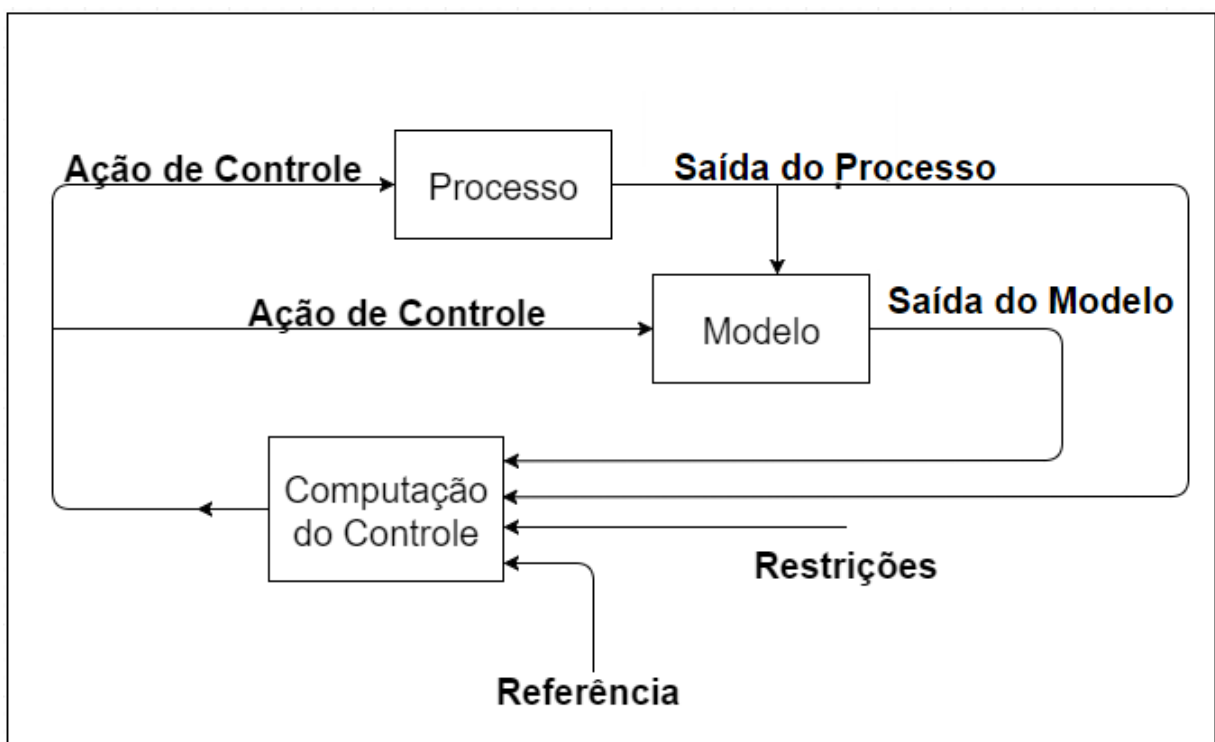 Ação de Controle
Processo
Saída do Processo
Ação de Controle
Modelo
Saída do Modelo
Computação
do Controle
Restrições
Referência